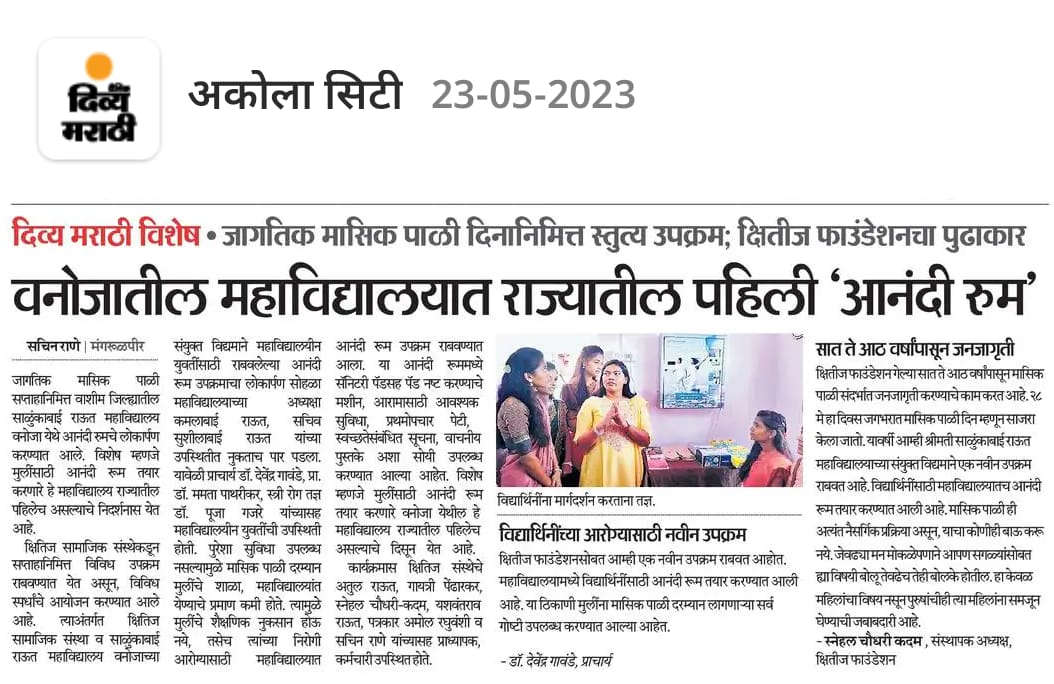 दैनिक
दिव्य
मराठी
अकोला सिटी 23-05-2023
दिव्य मराठी विशेष • जागतिक मासिक पाळी दिनानिमित्त स्तुत्य उपक्रम; क्षितीज फाउंडेशनचा पुढाकार
वनोजातील महाविद्यालयात राज्यातील पहिली ‘आनंदी रुम’
सचिन राणे | मंगरूळपीर
जागतिक मासिक पाळी
सप्ताहानिमित्त वाशीम जिल्ह्यातील
साळुंकाबाई राऊत महाविद्यालय
वनोजा येथे आनंदी रुमचे लोकार्पण
करण्यात आले. विशेष म्हणजे
मुलींसाठी आनंदी रूम तयार
करणारे हे महाविद्यालय राज्यातील
पहिलेच असल्याचे निदर्शनास येत
आहे.
क्षितिज सामाजिक संस्थेकडून
सप्ताहानिमित्त विविध उपक्रम
राबवण्यात येत असून, विविध
स्पर्धांचे आयोजन करण्यात आले
आहे. त्याअंतर्गत क्षितिज
सामाजिक संस्था व साळुंकाबाई
राऊत महाविद्यालय वनोजाच्या
संयुक्त विद्यमाने महाविद्यालयीन
युवतींसाठी राबवलेल्या आनंदी
रूम उपक्रमाचा लोकार्पण सोहळा
महाविद्यालयाच्या अध्यक्षा
कमलाबाई राऊत, सचिव
सुशीलाबाई राऊत यांच्या
उपस्थितीत नुकताच पार पडला.
यावेळी प्राचार्य डॉ. देवेंद्र गावंडे, प्रा.
डॉ. ममता पाथरीकर, स्त्री रोग तज्ञ
डॉ. पूजा गजरे यांच्यासह
महाविद्यालयीन युवतींची उपस्थिती
होती. पुरेशा सुविधा उपलब्ध
नसल्यामुळे मासिक पाळी दरम्यान
मुलींचे शाळा, महाविद्यालयांत
येण्याचे प्रमाण कमी होते. त्यामुळे
मुलींचे शैक्षणिक नुकसान होऊ
नये, तसेच त्यांच्या निरोगी
आरोग्यासाठी महाविद्यालयात
आनंदी रूम उपक्रम राबवण्यात
आला. या आनंदी रूममध्ये
सॅनिटरी पॅडसह पॅड नष्ट करण्याचे
मशीन, आरामासाठी आवश्यक
सुविधा, प्रथमोपचार पेटी,
स्वच्छतेसंबंधित सूचना, वाचनीय
पुस्तके अशा सोयी उपलब्ध
करण्यात आल्या आहेत. विशेष
म्हणजे मुलींसाठी आनंदी रूम
तयार करणारे वनोजा येथील हे
महाविद्यालय राज्यातील पहिलेच
असल्याचे दिसून येत आहे.
कार्यक्रमास क्षितिज संस्थेचे
अतुल राऊत, गायत्री पेंढारकर,
स्नेहल चौधरी-कदम, यशवंतराव
राऊत, पत्रकार अमोल रघुवंशी व
सचिन राणे यांच्यासह प्राध्यापक,
कर्मचारी उपस्थित होते.
विद्यार्थिनींना मार्गदर्शन करताना तज्ञ.
विद्यार्थिनींच्या आरोग्यासाठी नवीन उपक्रम
क्षितीज फाउंडेशनसोबत आम्ही एक नवीन उपक्रम राबवत आहोत.
महाविद्यालयामध्ये विद्यार्थिनींसाठी आनंदी रूम तयार करण्यात आली
आहे. या ठिकाणी मुलींना मासिक पाळी दरम्यान लागणाऱ्या सर्व
गोष्टी उपलब्ध करण्यात आल्या आहेत.
- डॉ. देवेंद्र गावंडे, प्राचार्य
सात ते आठ वर्षांपासून जनजागृती
क्षितीज फाउंडेशन गेल्या सात ते आठ वर्षांपासून मासिक
पाळी संदर्भात जनजागृती करण्याचे काम करत आहे. २८
मे हा दिवस जगभरात मासिक पाळी दिन म्हणून साजरा
केला जातो. यावर्षी आम्ही श्रीमती साळुंकाबाई राऊत
महाविद्यालयाच्या संयुक्त विद्यमाने एक नवीन उपक्रम
राबवत आहे. विद्यार्थिनींसाठी महाविद्यालयातच आनंदी
रूम तयार करण्यात आली आहे. मासिक पाळी ही
अत्यंत नैसर्गिक प्रक्रिया असून, याचा कोणीही बाऊ करू
नये. जेवढ्या मन मोकळेपणाने आपण सगळ्यांसोबत
ह्या विषयी बोलू तेवढेच तेही बोलके होतील. हा केवळ
महिलांचा विषय नसून पुरुषांचीही त्या महिलांना समजून
घेण्याची जबाबदारी आहे.
- स्नेहल चौधरी कदम , संस्थापक अध्यक्ष,
क्षितीज फाउंडेशन